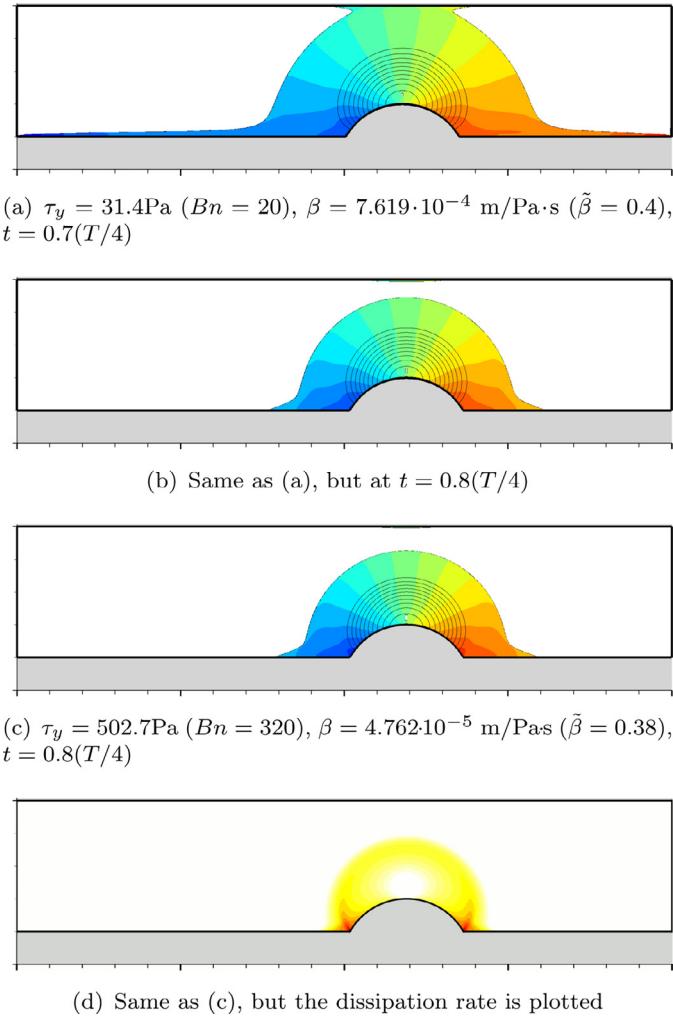 (a) τ_y = 31.4Pa (Bn = 20), β = 7.619·10⁻⁴ m/Pa·s (β̃ = 0.4),
t = 0.7(T/4)
(b) Same as (a), but at t = 0.8(T/4)
(c) τ_y = 502.7Pa (Bn = 320), β = 4.762·10⁻⁵ m/Pa·s (β̃ = 0.38),
t = 0.8(T/4)
(d) Same as (c), but the dissipation rate is plotted